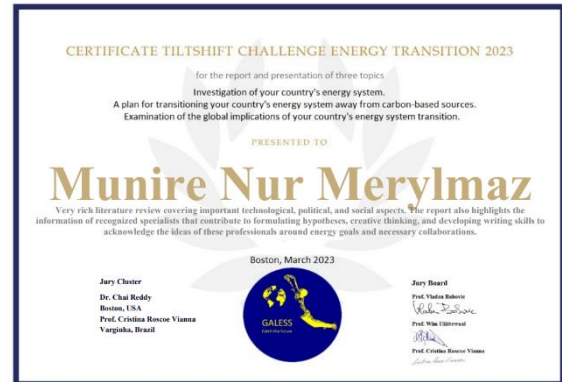 CERTIFICATE TILTSHIFT CHALLENGE ENERGY TRANSITION 2023
for the report and presentation of three topics
Investigation of your country's energy system.
A plan for transitioning your country's energy system away from carbon-based sources.
Examination of the global implications of your country's energy system transition.
PRESENTED TO
Munire Nur Merylmaz
Very rich literature review covering important technological, political, and social aspects. The report also highlights the
information of recognized specialists that contribute to formulating hypotheses, creative thinking, and developing writing skills to
acknowledge the ideas of these professionals around energy goals and necessary collaborations.
Boston, March 2023
Jury Cluster
Dr. Chai Reddy
Boston, USA
Prof. Cristina Roscoe Vianna
Varginha, Brazil
GALESS
Jury Board
Prof. Vladan Babovic
Prof. Wim Uijttewaal
Prof. Cristina Roscoe Vianna